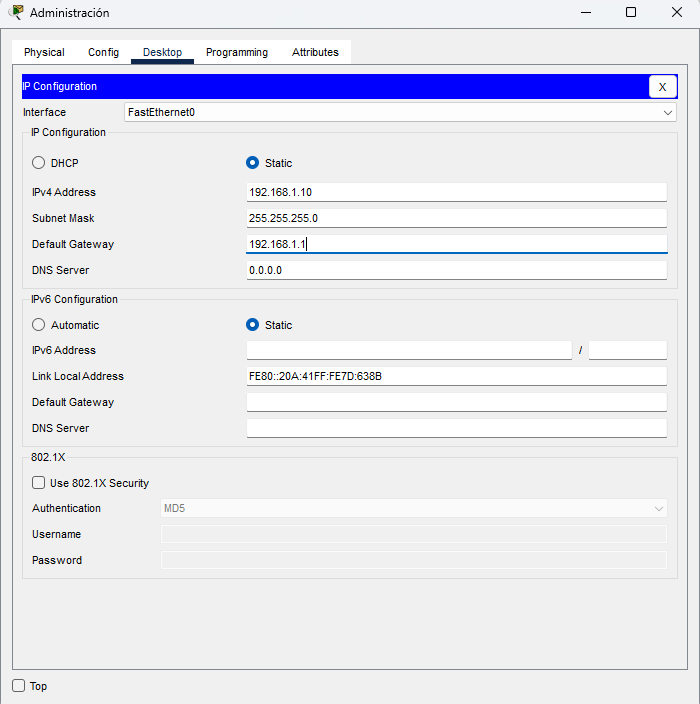 Administración
Physical Config Desktop Programming Attributes
IP Configuration X
Interface FastEthernet0
IP Configuration
DHCP Static
IPv4 Address 192.168.1.10
Subnet Mask 255.255.255.0
Default Gateway 192.168.1.1
DNS Server 0.0.0.0
IPv6 Configuration
Automatic Static
IPv6 Address /
Link Local Address FE80::20A:41FF:FE7D:638B
Default Gateway
DNS Server
802.1X
Use 802.1X Security
Authentication MD5
Username
Password
Top